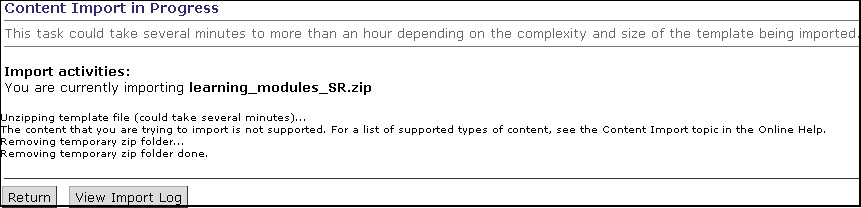 Content Import in Progress
This task could take several minutes to more than an hour depending on the complexity and size of the template being imported.
Import activities:
You are currently importing learning_modules_SR.zip
Unzipping template file (could take several minutes)...
The content that you are trying to import is not supported. For a list of supported types of content, see the Content Import topic in the Online Help.
Removing temporary zip folder...
Removing temporary zip folder done.
Return View Import Log